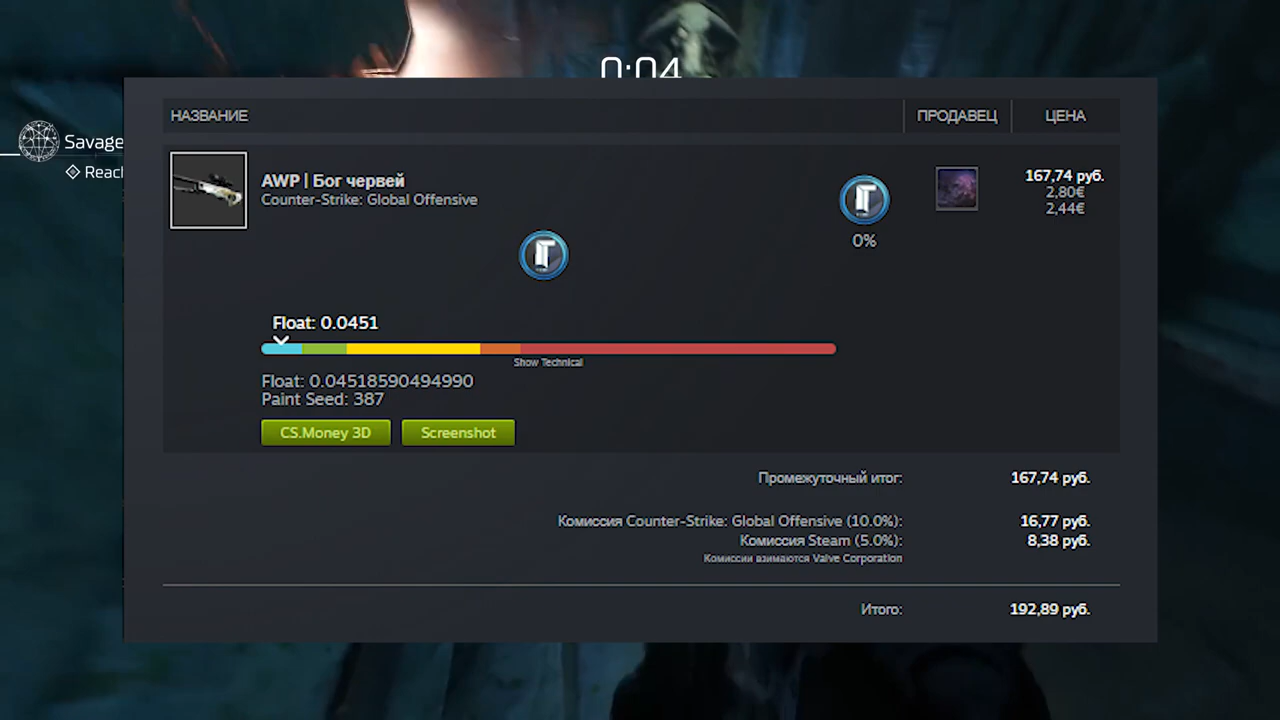 0:04
Savage
Reach
НАЗВАНИЕ
ПРОДАВЕЦ
ЦЕНА
AWP | Бог червей
Counter-Strike: Global Offensive
0%
167,74 руб.
2,80€
2,44€
Float: 0.0451
Show Technical
Float: 0.04518590494990
Paint Seed: 387
CS.Money 3D
Screenshot
Промежуточный итог: 167,74 руб.
Комиссия Counter-Strike: Global Offensive (10.0%): 16,77 руб.
Комиссия Steam (5.0%): 8,38 руб.
Комиссии взимаются Valve Corporation
Итого: 192,89 руб.